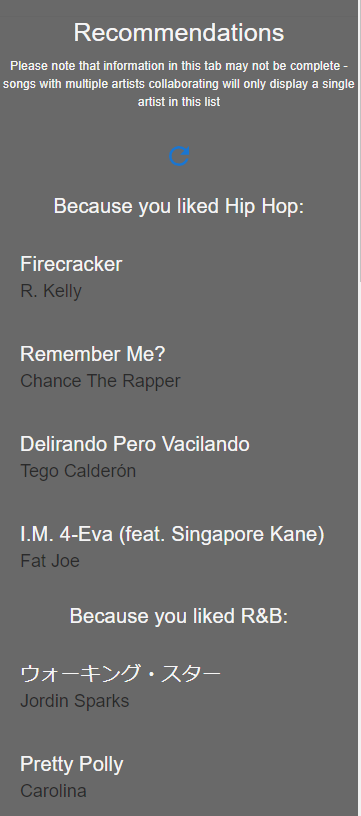 Recommendations
Please note that information in this tab may not be complete -
songs with multiple artists collaborating will only display a single
artist in this list
Because you liked Hip Hop:
Firecracker
R. Kelly
Remember Me?
Chance The Rapper
Delirando Pero Vacilando
Tego Calderón
I.M. 4-Eva (feat. Singapore Kane)
Fat Joe
Because you liked R&B:
ウォーキング・スター
Jordin Sparks
Pretty Polly
Carolina